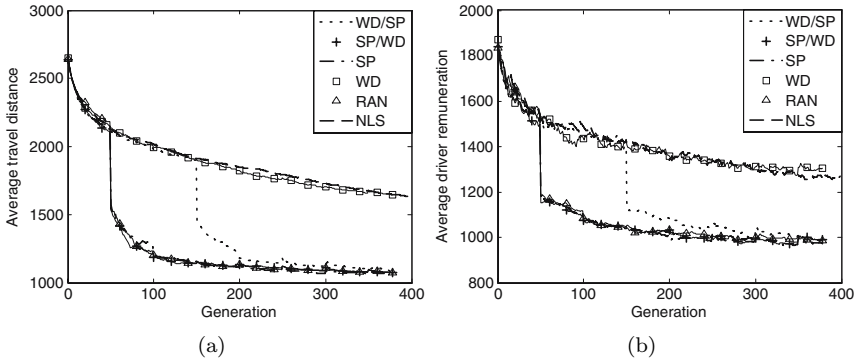 3000
2500
2000
1500
1000
0
100
200
300
400
Average travel distance
Generation
WD/SP
SP/WD
SP
WD
RAN
NLS
(a)
2000
1800
1600
1400
1200
1000
800
0
100
200
300
400
Average driver remuneration
Generation
WD/SP
SP/WD
SP
WD
RAN
NLS
(b)